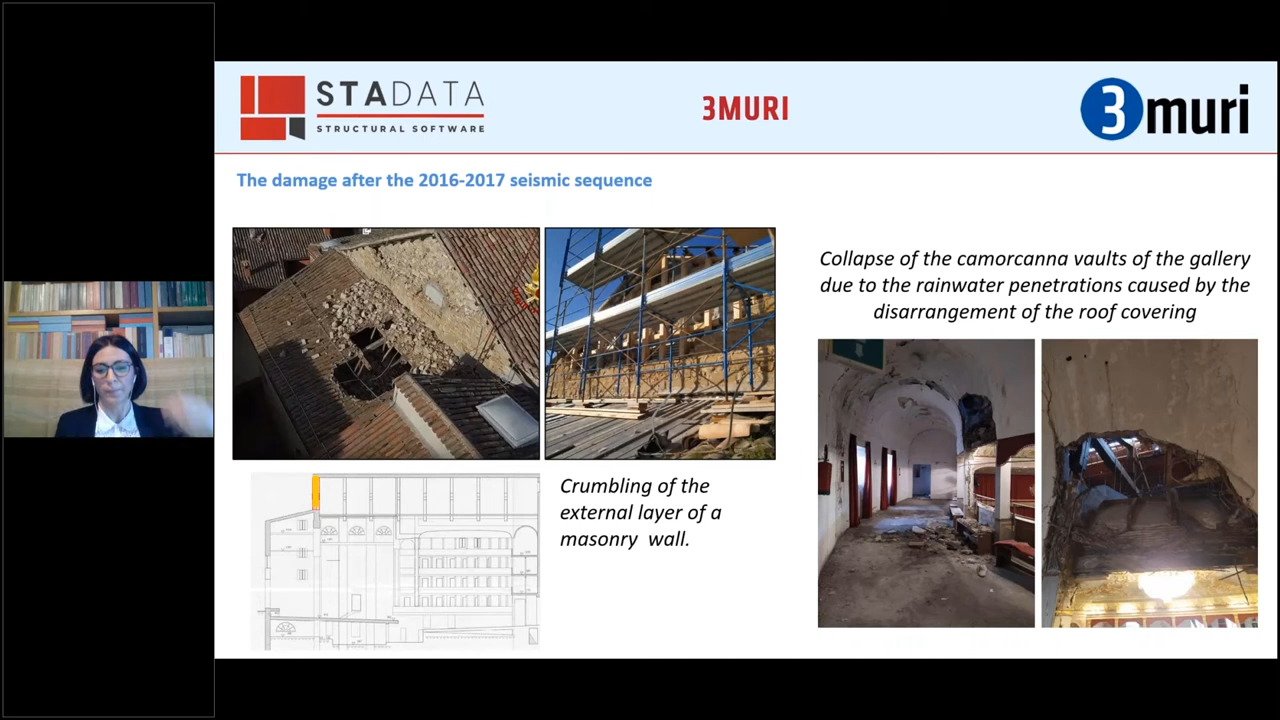 STADATA
STRUCTURAL SOFTWARE
3MURI
3muri
The damage after the 2016-2017 seismic sequence
Collapse of the camorcanna vaults of the gallery
due to the rainwater penetrations caused by the
disarrangement of the roof covering
Crumbling of the
external layer of a
masonry wall.